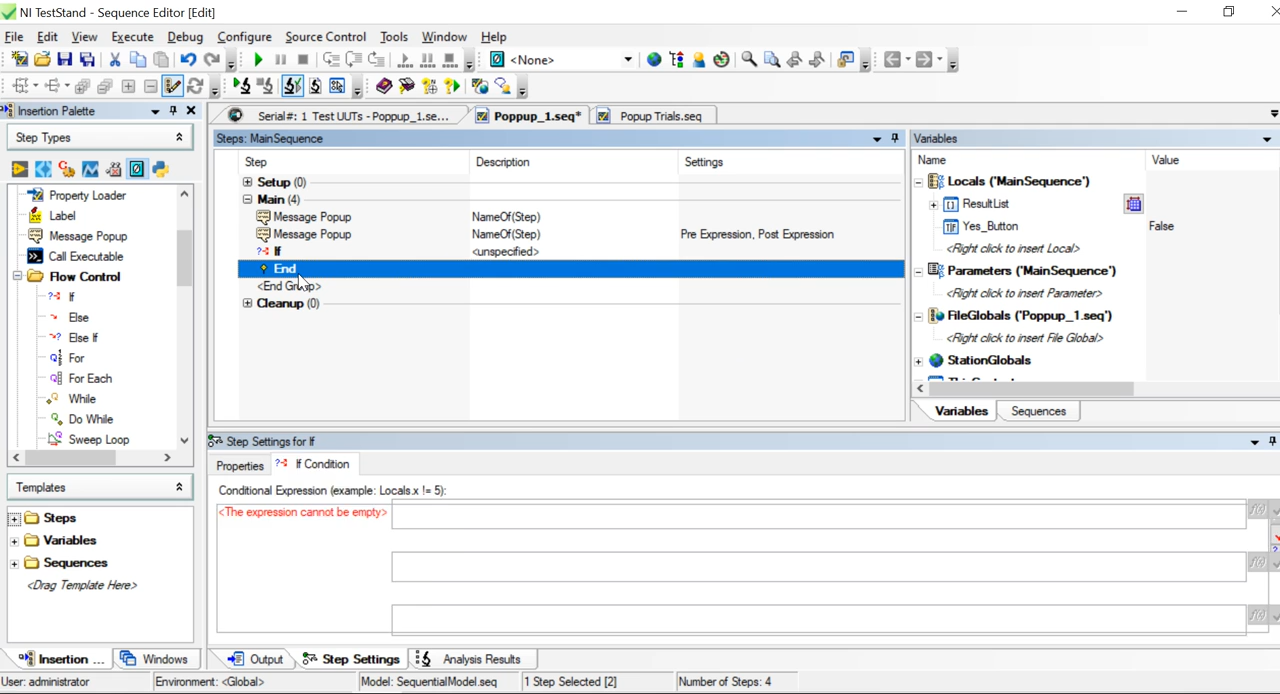 NI TestStand - Sequence Editor [Edit]
File Edit View Execute Debug Configure Source Control Tools Window Help
<None>
Insertion Palette
Step Types
Property Loader
Label
Message Popup
Call Executable
Flow Control
If
Else
Else If
For
For Each
While
Do While
Sweep Loop
Templates
Steps
Variables
Sequences
<Drag Template Here>
Insertion ... Windows
Serial#: 1 Test UUTs - Poppup_1.se... Poppup_1.seq* Popup Trials.seq
Steps: MainSequence
Step Description Settings
Setup (0)
Main (4)
Message Popup NameOf(Step)
Message Popup NameOf(Step) Pre Expression, Post Expression
If <unspecified>
End
<End Group>
Cleanup (0)
Variables
Name Value
Locals ('MainSequence')
ResultList
Yes_Button False
<Right click to insert Local>
Parameters ('MainSequence')
<Right click to insert Parameter>
FileGlobals ('Poppup_1.seq')
<Right click to insert File Global>
StationGlobals
Variables Sequences
Step Settings for If
Properties If Condition
Conditional Expression (example: Locals.x != 5):
<The expression cannot be empty>
Output Step Settings Analysis Results
User: administrator Environment: <Global> Model: SequentialModel.seq 1 Step Selected [2] Number of Steps: 4